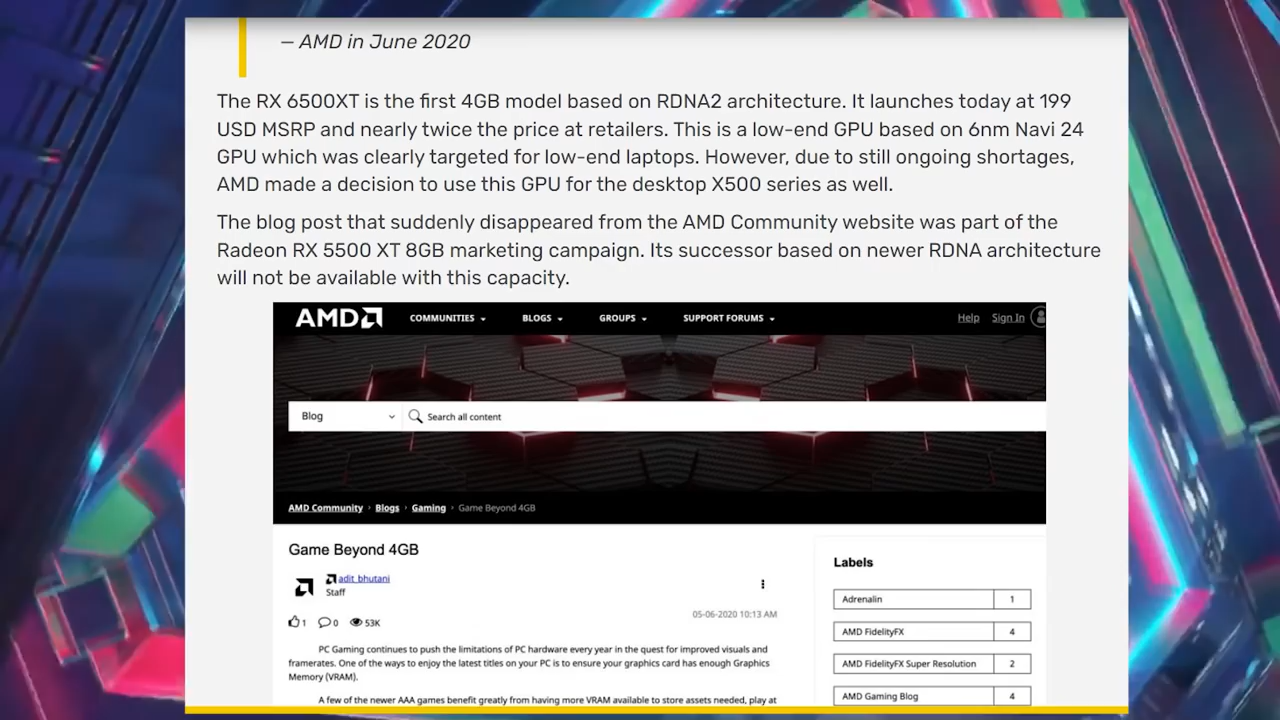 — AMD in June 2020
The RX 6500XT is the first 4GB model based on RDNA2 architecture. It launches today at 199
USD MSRP and nearly twice the price at retailers. This is a low-end GPU based on 6nm Navi 24
GPU which was clearly targeted for low-end laptops. However, due to still ongoing shortages,
AMD made a decision to use this GPU for the desktop X500 series as well.
The blog post that suddenly disappeared from the AMD Community website was part of the
Radeon RX 5500 XT 8GB marketing campaign. Its successor based on newer RDNA architecture
will not be available with this capacity.
AMD COMMUNITIES BLOGS GROUPS SUPPORT FORUMS Help Sign In
Blog Search all content
AMD Community › Blogs › Gaming › Game Beyond 4GB
Game Beyond 4GB
adit_bhutani
Staff
1 0 53K
05-06-2020 10:13 AM
PC Gaming continues to push the limitations of PC hardware every year in the quest for improved visuals and
framerates. One of the ways to enjoy the latest titles on your PC is to ensure your graphics card has enough Graphics
Memory (VRAM).
A few of the newer AAA games benefit greatly from having more VRAM available to store assets needed, play at
Labels
Adrenalin 1
AMD FidelityFX 4
AMD FidelityFX Super Resolution 2
AMD Gaming Blog 4